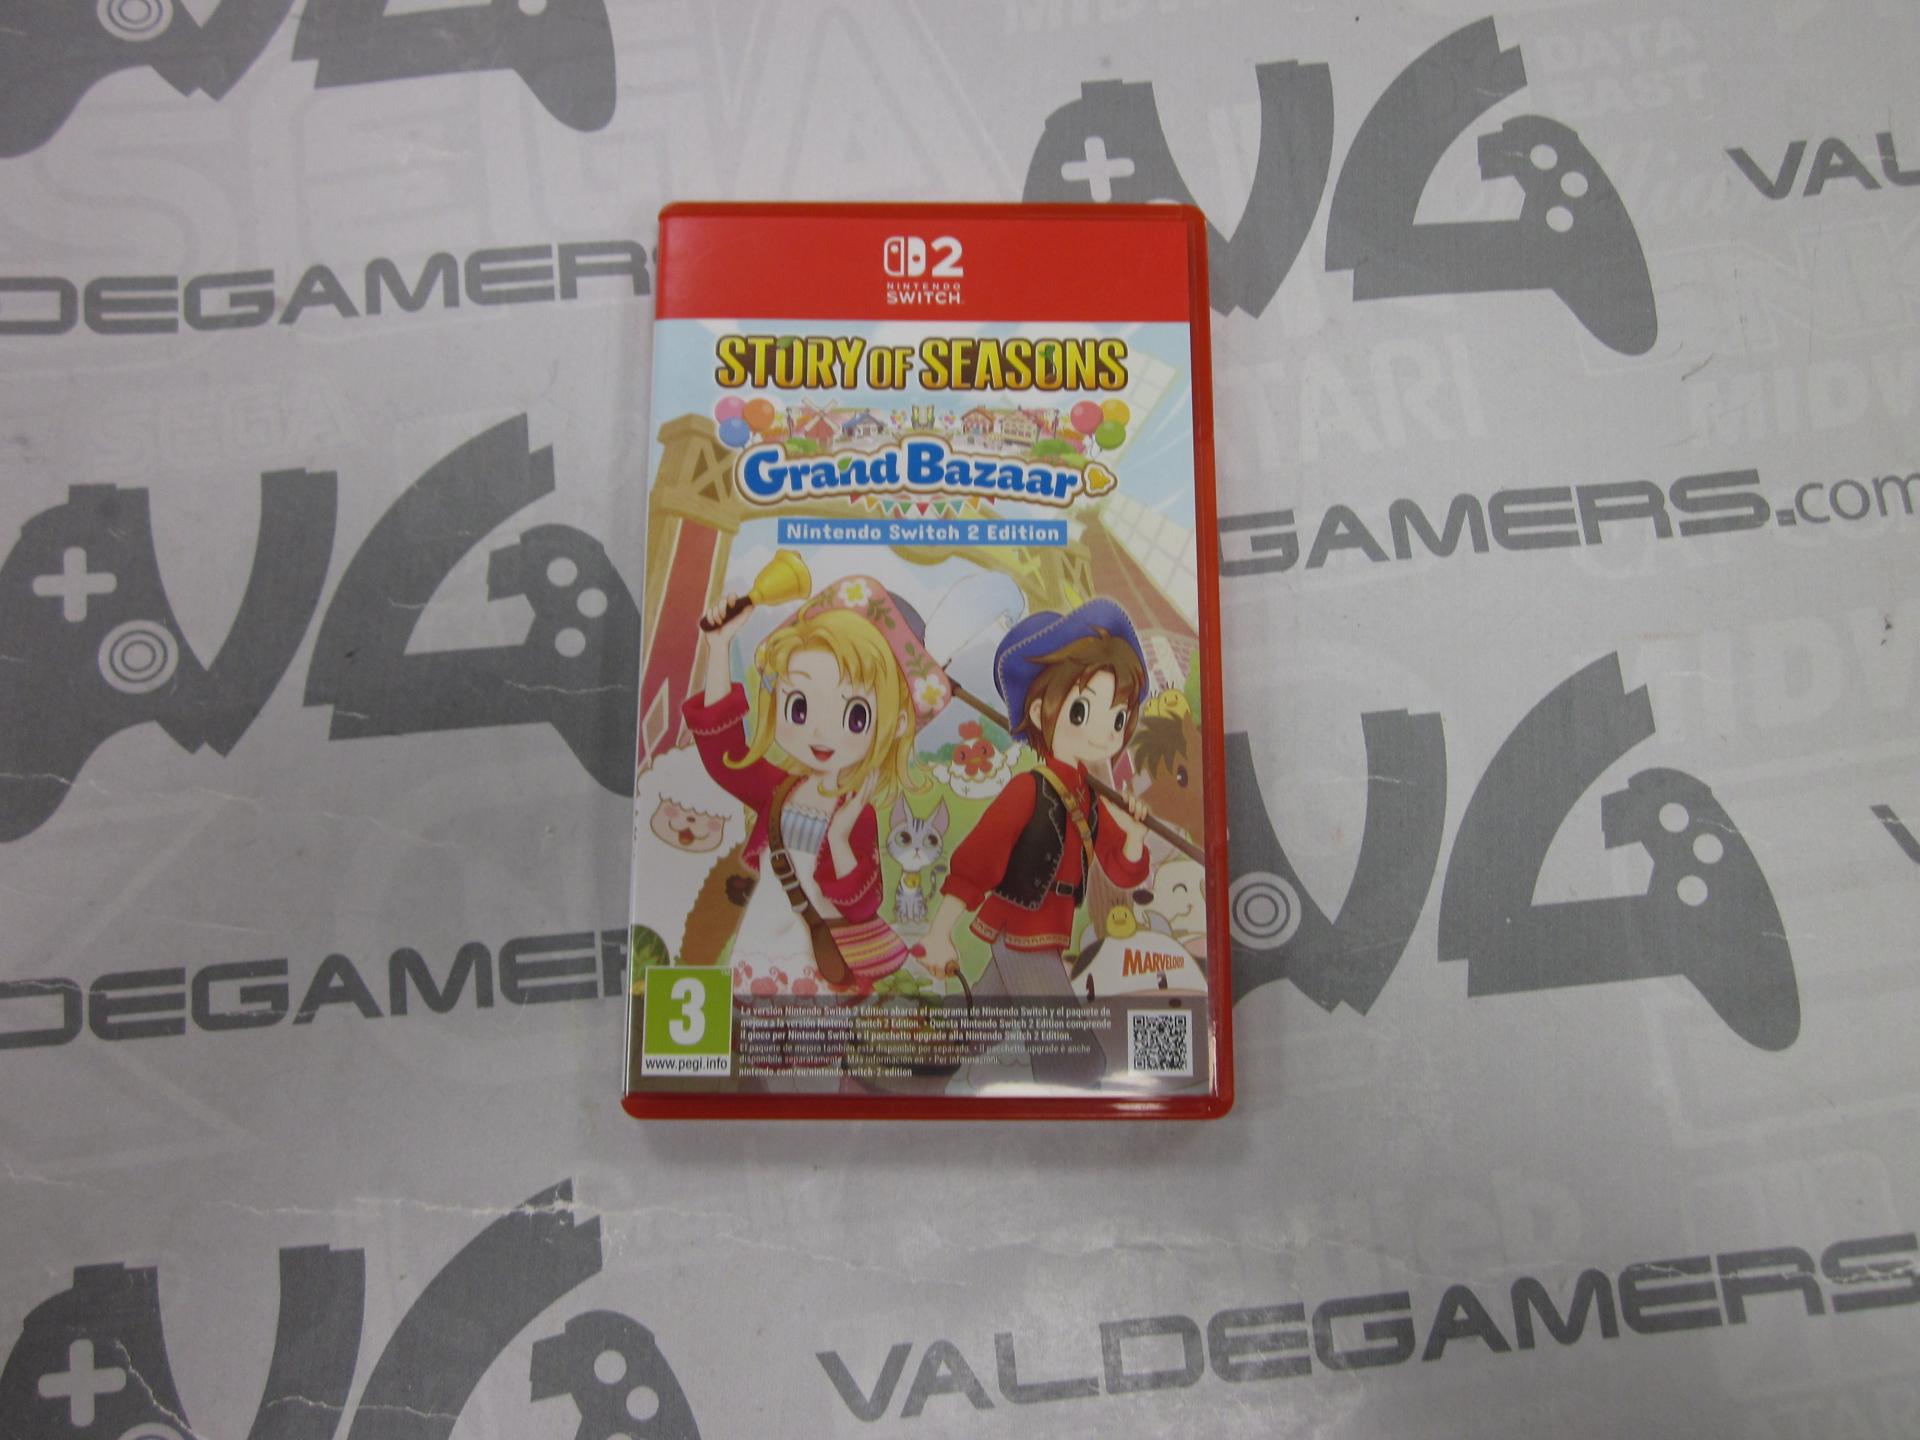 VAL
DEGAMERS
2
NINTENDO
SWITCH
STORY OF SEASONS
Grand Bazaar
Nintendo Switch 2 Edition
GAMERS.com
DEGAMER
MARVELOUS
3
www.pegi.info
La versión Nintendo Switch 2 Edition abarca el programa de Nintendo Switch y el paquete de
mejora a la versión Nintendo Switch 2 Edition. • Questa Nintendo Switch 2 Edition comprende
il gioco per Nintendo Switch e il pacchetto upgrade alla Nintendo Switch 2 Edition.
El paquete de mejora también está disponible por separado. • Il pacchetto upgrade è anche
disponibile separatamente. Más información en: • Per informazioni:
nintendo.com/eu/nintendo-switch-2-edition
VALDEGAMERS